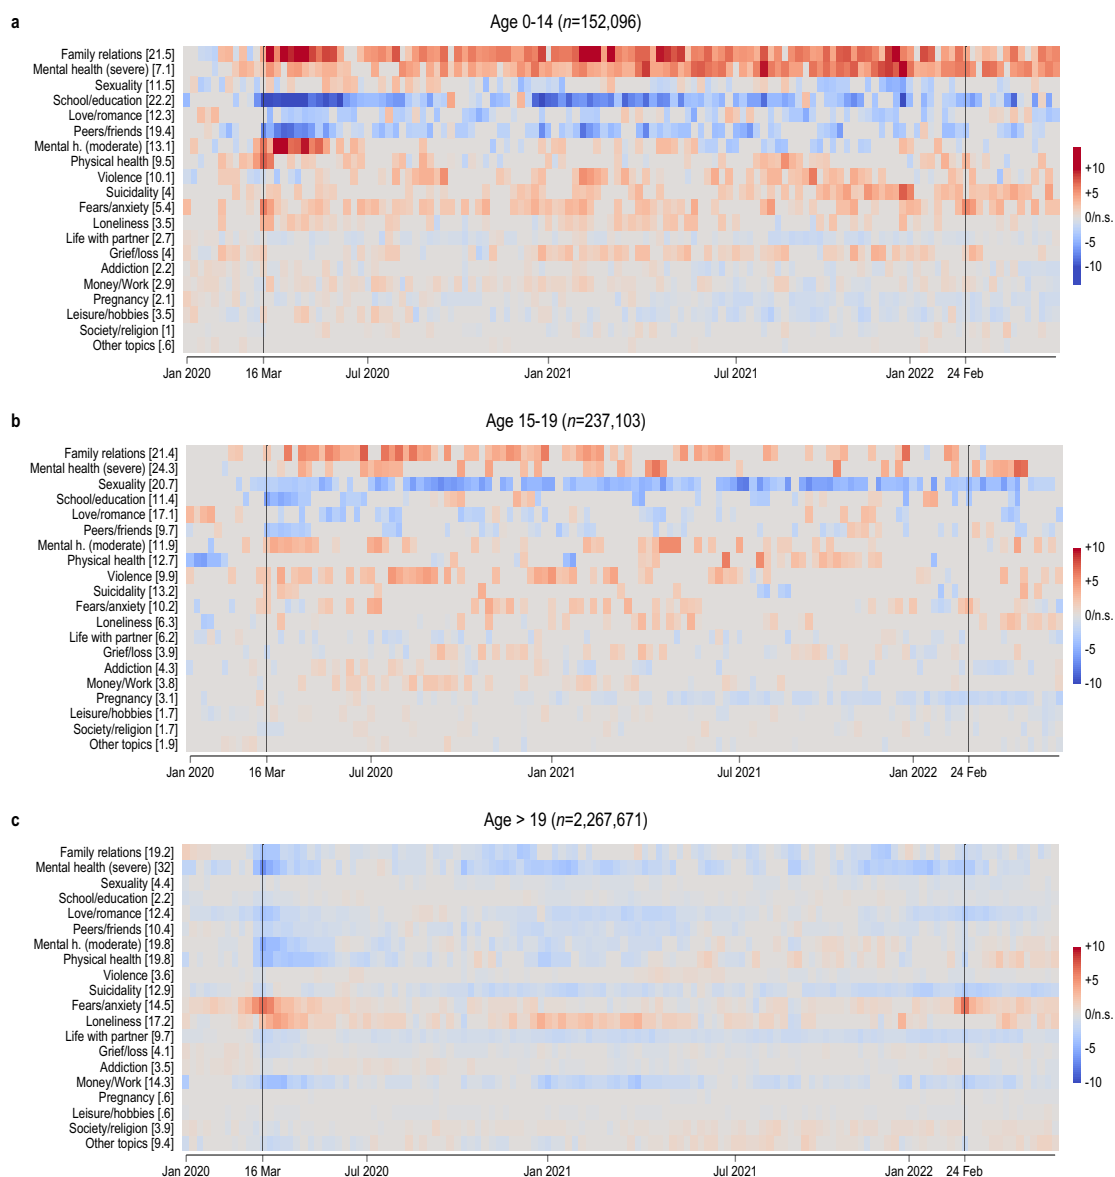 a
Age 0-14 (n=152,096)
Family relations [21.5]
Mental health (severe) [7.1]
Sexuality [11.5]
School/education [22.2]
Love/romance [12.3]
Peers/friends [19.4]
Mental h. (moderate) [13.1]
Physical health [9.5]
Violence [10.1]
Suicidality [4]
Fears/anxiety [5.4]
Loneliness [3.5]
Life with partner [2.7]
Grief/loss [4]
Addiction [2.2]
Money/Work [2.9]
Pregnancy [2.1]
Leisure/hobbies [3.5]
Society/religion [1]
Other topics [.6]
+10
+5
0/n.s.
-5
-10
Jan 2020 16 Mar Jul 2020 Jan 2021 Jul 2021 Jan 2022 24 Feb
b
Age 15-19 (n=237,103)
Family relations [21.4]
Mental health (severe) [24.3]
Sexuality [20.7]
School/education [11.4]
Love/romance [17.1]
Peers/friends [9.7]
Mental h. (moderate) [11.9]
Physical health [12.7]
Violence [9.9]
Suicidality [13.2]
Fears/anxiety [10.2]
Loneliness [6.3]
Life with partner [6.2]
Grief/loss [3.9]
Addiction [4.3]
Money/Work [3.8]
Pregnancy [3.1]
Leisure/hobbies [1.7]
Society/religion [1.7]
Other topics [1.9]
+10
+5
0/n.s.
-5
-10
Jan 2020 16 Mar Jul 2020 Jan 2021 Jul 2021 Jan 2022 24 Feb
c
Age > 19 (n=2,267,671)
Family relations [19.2]
Mental health (severe) [32]
Sexuality [4.4]
School/education [2.2]
Love/romance [12.4]
Peers/friends [10.4]
Mental h. (moderate) [19.8]
Physical health [19.8]
Violence [3.6]
Suicidality [12.9]
Fears/anxiety [14.5]
Loneliness [17.2]
Life with partner [9.7]
Grief/loss [4.1]
Addiction [3.5]
Money/Work [14.3]
Pregnancy [.6]
Leisure/hobbies [.6]
Society/religion [3.9]
Other topics [9.4]
+10
+5
0/n.s.
-5
-10
Jan 2020 16 Mar Jul 2020 Jan 2021 Jul 2021 Jan 2022 24 Feb